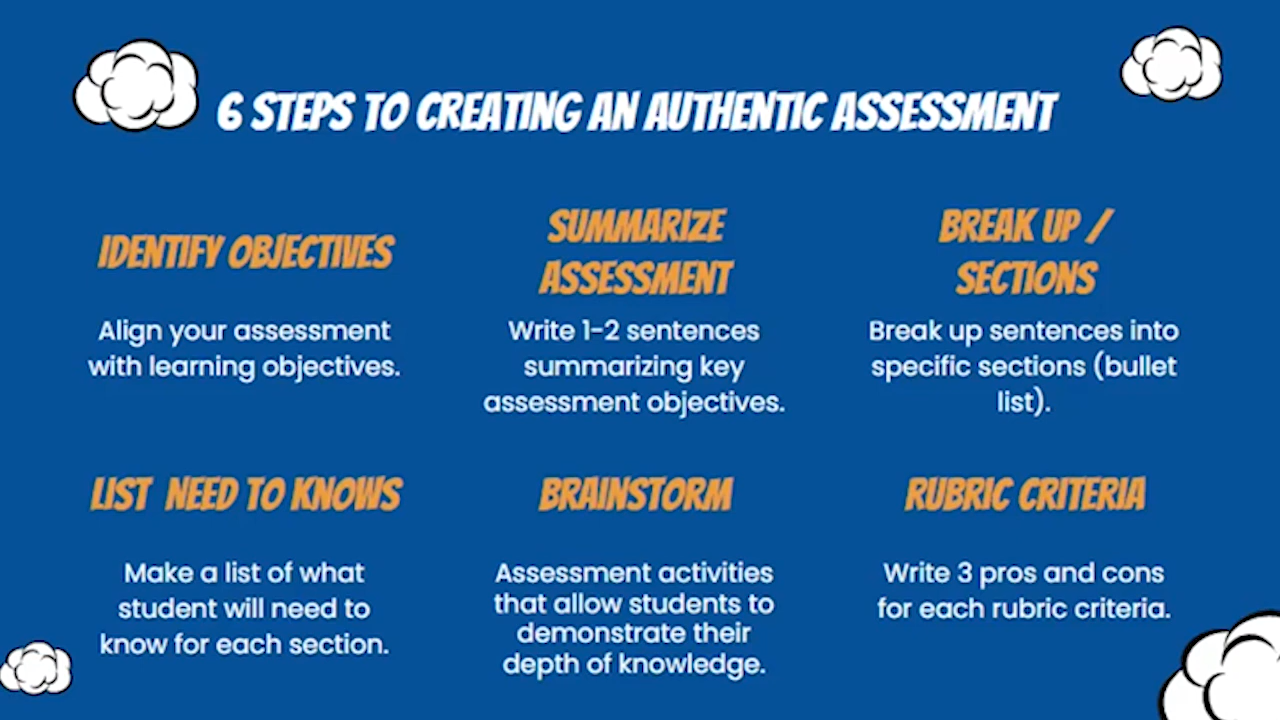 6 STEPS TO CREATING AN AUTHENTIC ASSESSMENT
IDENTIFY OBJECTIVES
Align your assessment
with learning objectives.
SUMMARIZE
ASSESSMENT
Write 1-2 sentences
summarizing key
assessment objectives.
BREAK UP /
SECTIONS
Break up sentences into
specific sections (bullet
list).
LIST NEED TO KNOWS
Make a list of what
student will need to
know for each section.
BRAINSTORM
Assessment activities
that allow students to
demonstrate their
depth of knowledge.
RUBRIC CRITERIA
Write 3 pros and cons
for each rubric criteria.